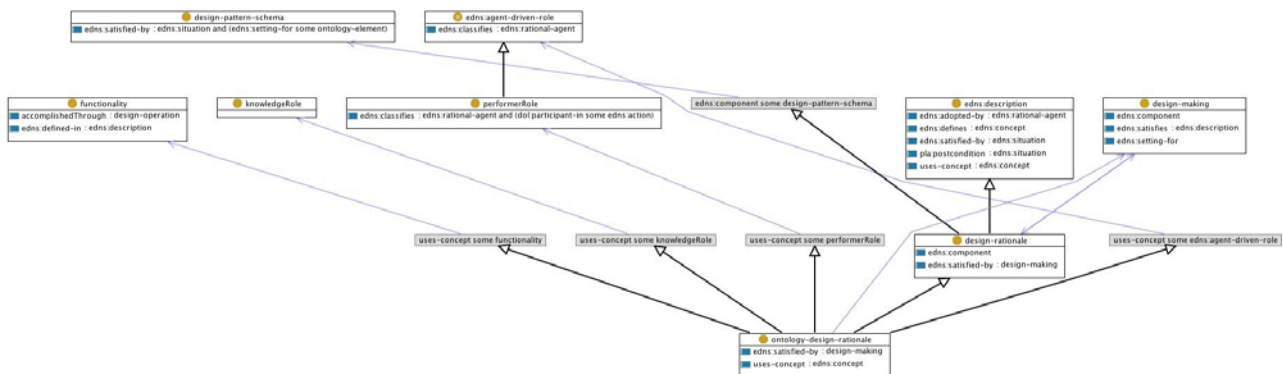 design-pattern-schema
edns:satisfied-by : edns:situation and (edns:setting-for some ontology-element)
edns:agent-driven-role
edns:classifies : edns:rational-agent
functionality
accomplishedThrough : design-operation
edns:defined-in : edns:description
knowledgeRole
performerRole
edns:classifies : edns:rational-agent and (dol:participant-in some edns:action)
edns:component some design-pattern-schema
edns:description
edns:adopted-by : edns:rational-agent
edns:defines : edns:concept
edns:satisfied-by : edns:situation
pla:postcondition : edns:situation
uses-concept : edns:concept
design-making
edns:component
edns:satisfies : edns:description
edns:setting-for
uses-concept some functionality
uses-concept some knowledgeRole
uses-concept some performerRole
design-rationale
edns:component
edns:satisfied-by : design-making
uses-concept some edns:agent-driven-role
ontology-design-rationale
edns:satisfied-by : design-making
uses-concept : edns:concept